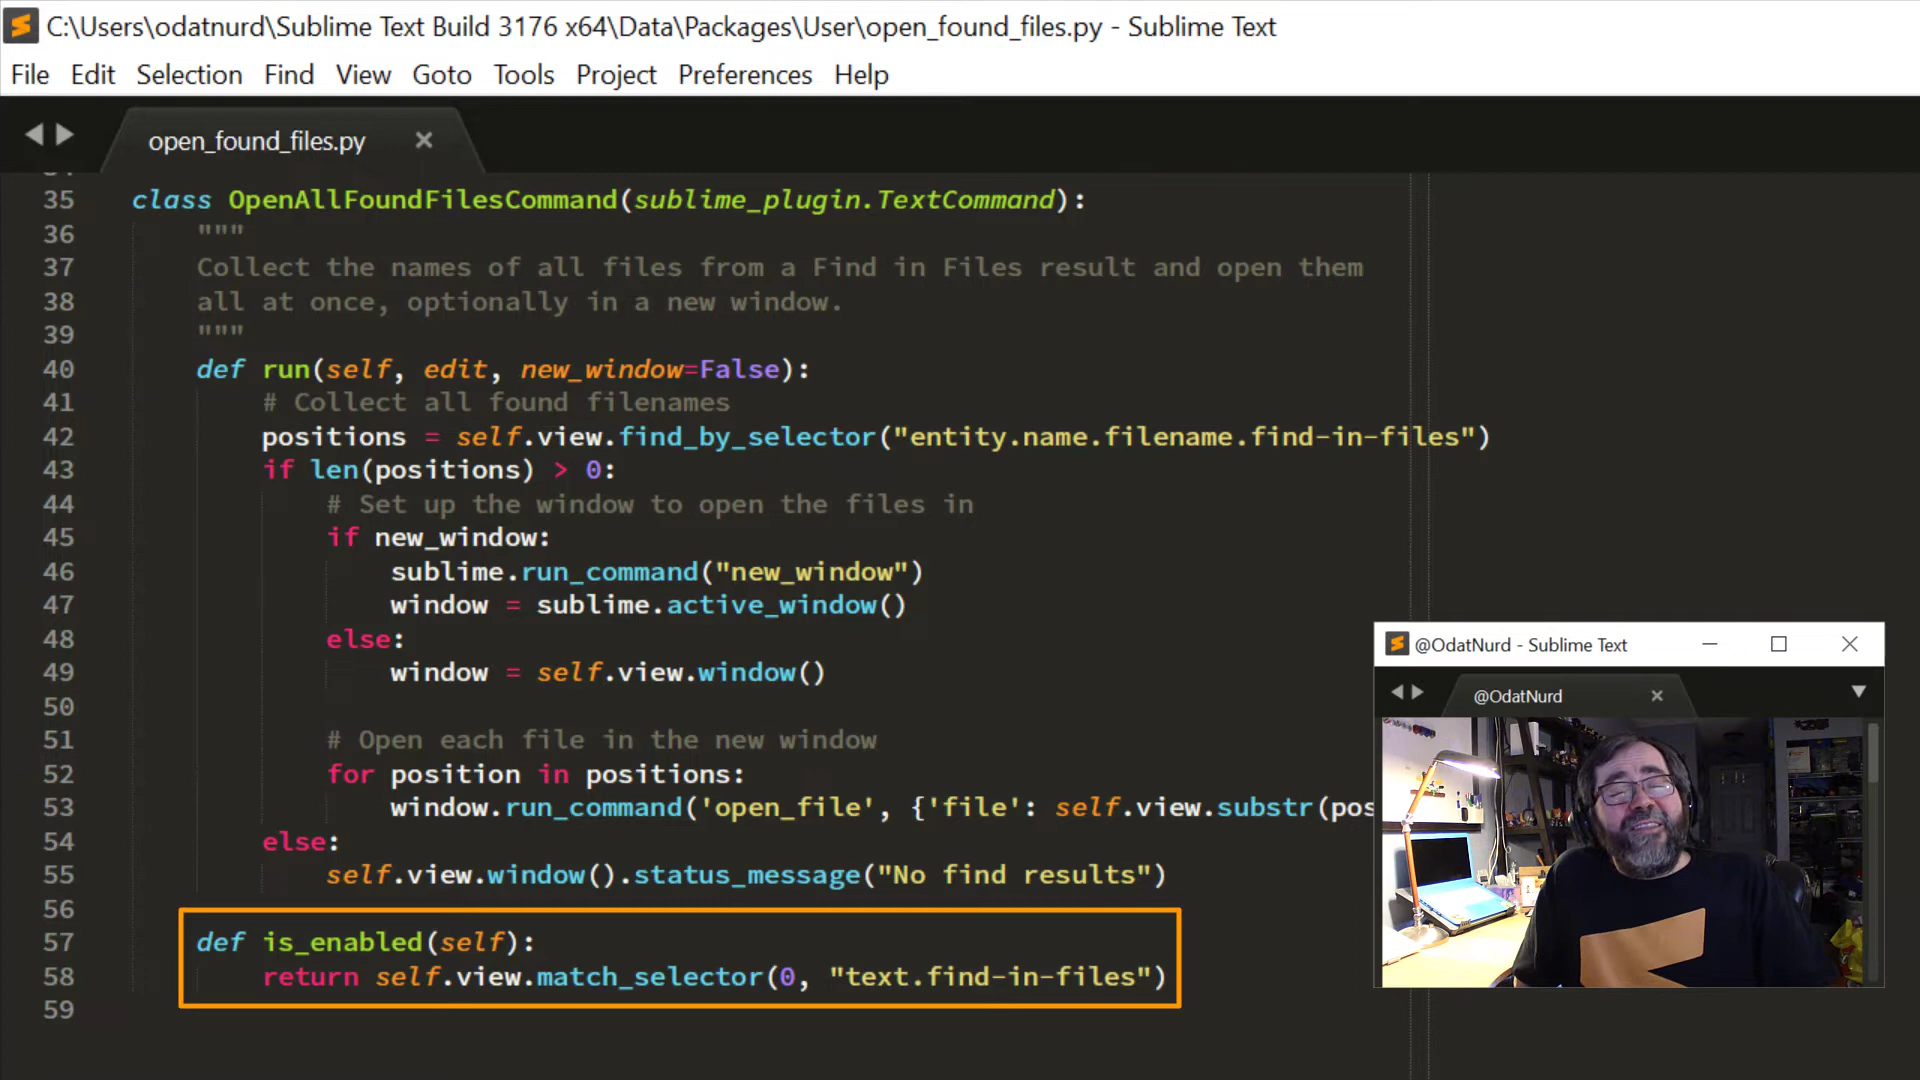 C:\Users\odatnurd\Sublime Text Build 3176 x64\Data\Packages\User\open_found_files.py - Sublime Text
File Edit Selection Find View Goto Tools Project Preferences Help
open_found_files.py
35 class OpenAllFoundFilesCommand(sublime_plugin.TextCommand):
36 """
37 Collect the names of all files from a Find in Files result and open them
38 all at once, optionally in a new window.
39 """
40 def run(self, edit, new_window=False):
41 # Collect all found filenames
42 positions = self.view.find_by_selector("entity.name.filename.find-in-files")
43 if len(positions) > 0:
44 # Set up the window to open the files in
45 if new_window:
46 sublime.run_command("new_window")
47 window = sublime.active_window()
48 else:
49 window = self.view.window()
50
51 # Open each file in the new window
52 for position in positions:
53 window.run_command('open_file', {'file': self.view.substr(pos
54 else:
55 self.view.window().status_message("No find results")
56
57 def is_enabled(self):
58 return self.view.match_selector(0, "text.find-in-files")
59
@OdatNurd - Sublime Text
@OdatNurd